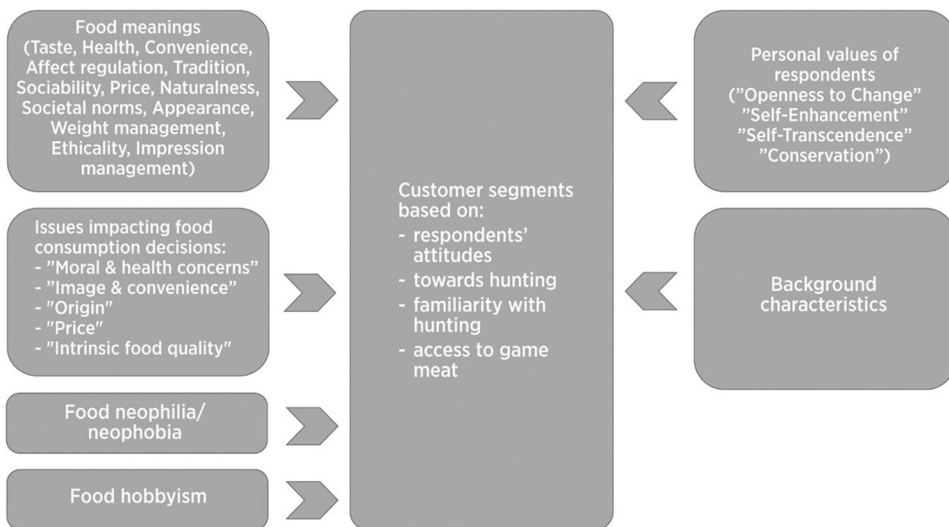 Food meanings
(Taste, Health, Convenience,
Affect regulation, Tradition,
Sociability, Price, Naturalness,
Societal norms, Appearance,
Weight management,
Ethicality, Impression
management)
Issues impacting food
consumption decisions:
- ”Moral & health concerns”
- ”Image & convenience”
- "Origin"
- "Price"
- "Intrinsic food quality"
Food neophilia/
neophobia
Food hobbyism
Customer segments
based on:
- respondents’
attitudes
- towards hunting
- familiarity with
hunting
- access to game
meat
Personal values of
respondents
(”Openness to Change”
”Self-Enhancement”
”Self-Transcendence”
”Conservation”)
Background
characteristics